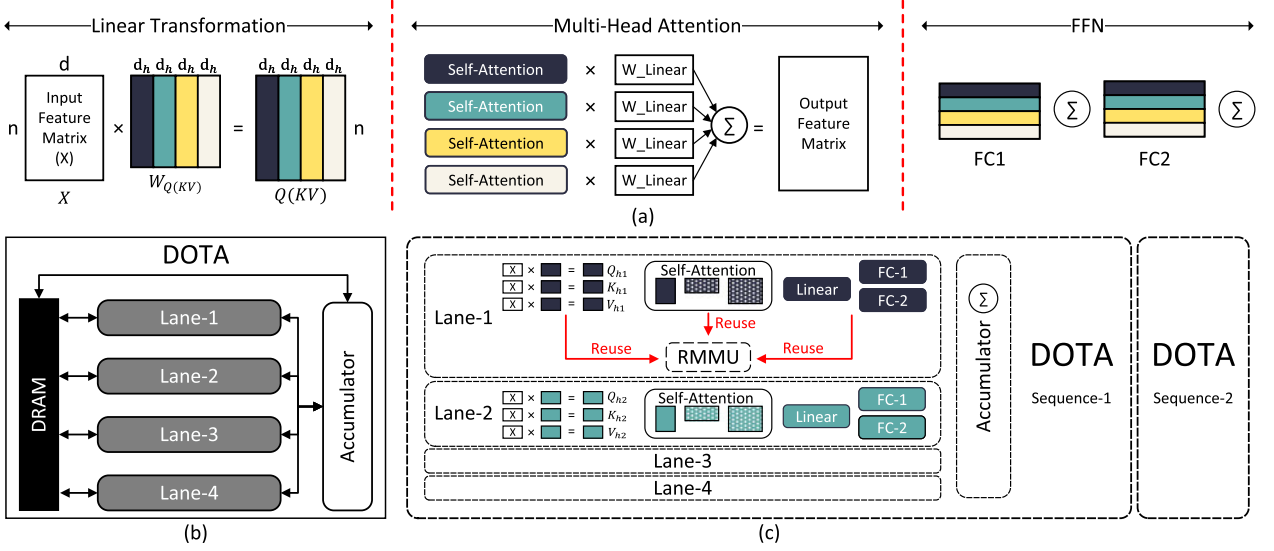 Linear Transformation
Multi-Head Attention
FFN
d
d_h d_h d_h d_h
d_h d_h d_h d_h
n
Input
Feature
Matrix
(X)
×
=
n
X
W_Q(KV)
Q(KV)
Self-Attention × W_Linear
Self-Attention × W_Linear
Self-Attention × W_Linear
Self-Attention × W_Linear
∑
=
Output
Feature
Matrix
∑
∑
FC1
FC2
(a)
DOTA
DRAM
Lane-1
Lane-2
Lane-3
Lane-4
Accumulator
(b)
Lane-1
X × = Q_h1
X × = K_h1
X × = V_h1
Self-Attention
Linear
FC-1
FC-2
Reuse
Reuse
Reuse
RMMU
Lane-2
X × = Q_h2
X × = K_h2
X × = V_h2
Self-Attention
Linear
FC-1
FC-2
Lane-3
Lane-4
Accumulator ∑
DOTA
Sequence-1
DOTA
Sequence-2
(c)